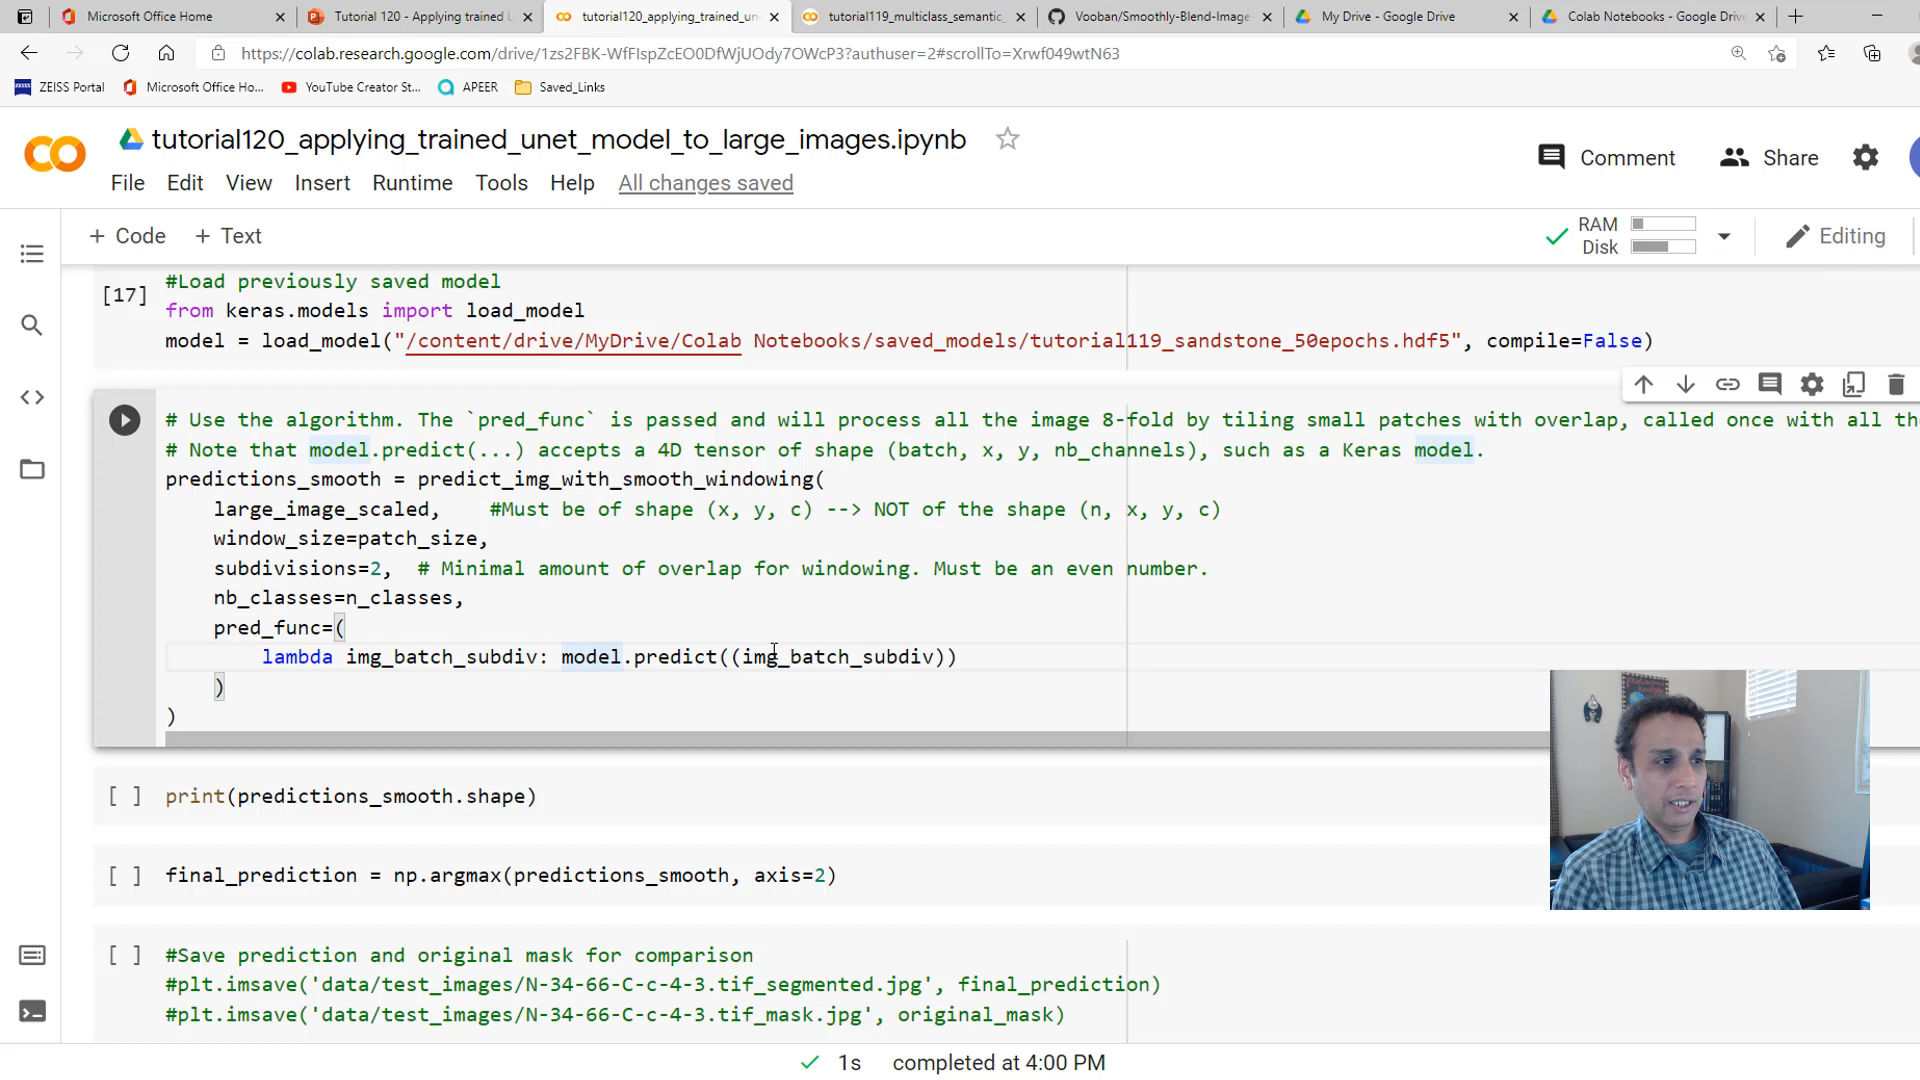 Microsoft Office Home
Tutorial 120 - Applying trained U
tutorial120_applying_trained_un
tutorial119_multiclass_semantic_
Vooban/Smoothly-Blend-Image
My Drive - Google Drive
Colab Notebooks - Google Drive
https://colab.research.google.com/drive/1zs2FBK-WfFIspZcEO0DfWjUOdy7OWcP3?authuser=2#scrollTo=Xrwf049wtN63
ZEISS Portal
Microsoft Office Ho...
YouTube Creator St...
APEER
Saved_Links
tutorial120_applying_trained_unet_model_to_large_images.ipynb
Comment
Share
File Edit View Insert Runtime Tools Help All changes saved
+ Code + Text
RAM
Disk
Editing
[17]
#Load previously saved model
from keras.models import load_model
model = load_model("/content/drive/MyDrive/Colab Notebooks/saved_models/tutorial119_sandstone_50epochs.hdf5", compile=False)
# Use the algorithm. The `pred_func` is passed and will process all the image 8-fold by tiling small patches with overlap, called once with all th
# Note that model.predict(...) accepts a 4D tensor of shape (batch, x, y, nb_channels), such as a Keras model.
predictions_smooth = predict_img_with_smooth_windowing(
large_image_scaled, #Must be of shape (x, y, c) --> NOT of the shape (n, x, y, c)
window_size=patch_size,
subdivisions=2, # Minimal amount of overlap for windowing. Must be an even number.
nb_classes=n_classes,
pred_func=(
lambda img_batch_subdiv: model.predict((img_batch_subdiv))
)
)
[ ] print(predictions_smooth.shape)
[ ] final_prediction = np.argmax(predictions_smooth, axis=2)
[ ] #Save prediction and original mask for comparison
#plt.imsave('data/test_images/N-34-66-C-c-4-3.tif_segmented.jpg', final_prediction)
#plt.imsave('data/test_images/N-34-66-C-c-4-3.tif_mask.jpg', original_mask)
1s completed at 4:00 PM